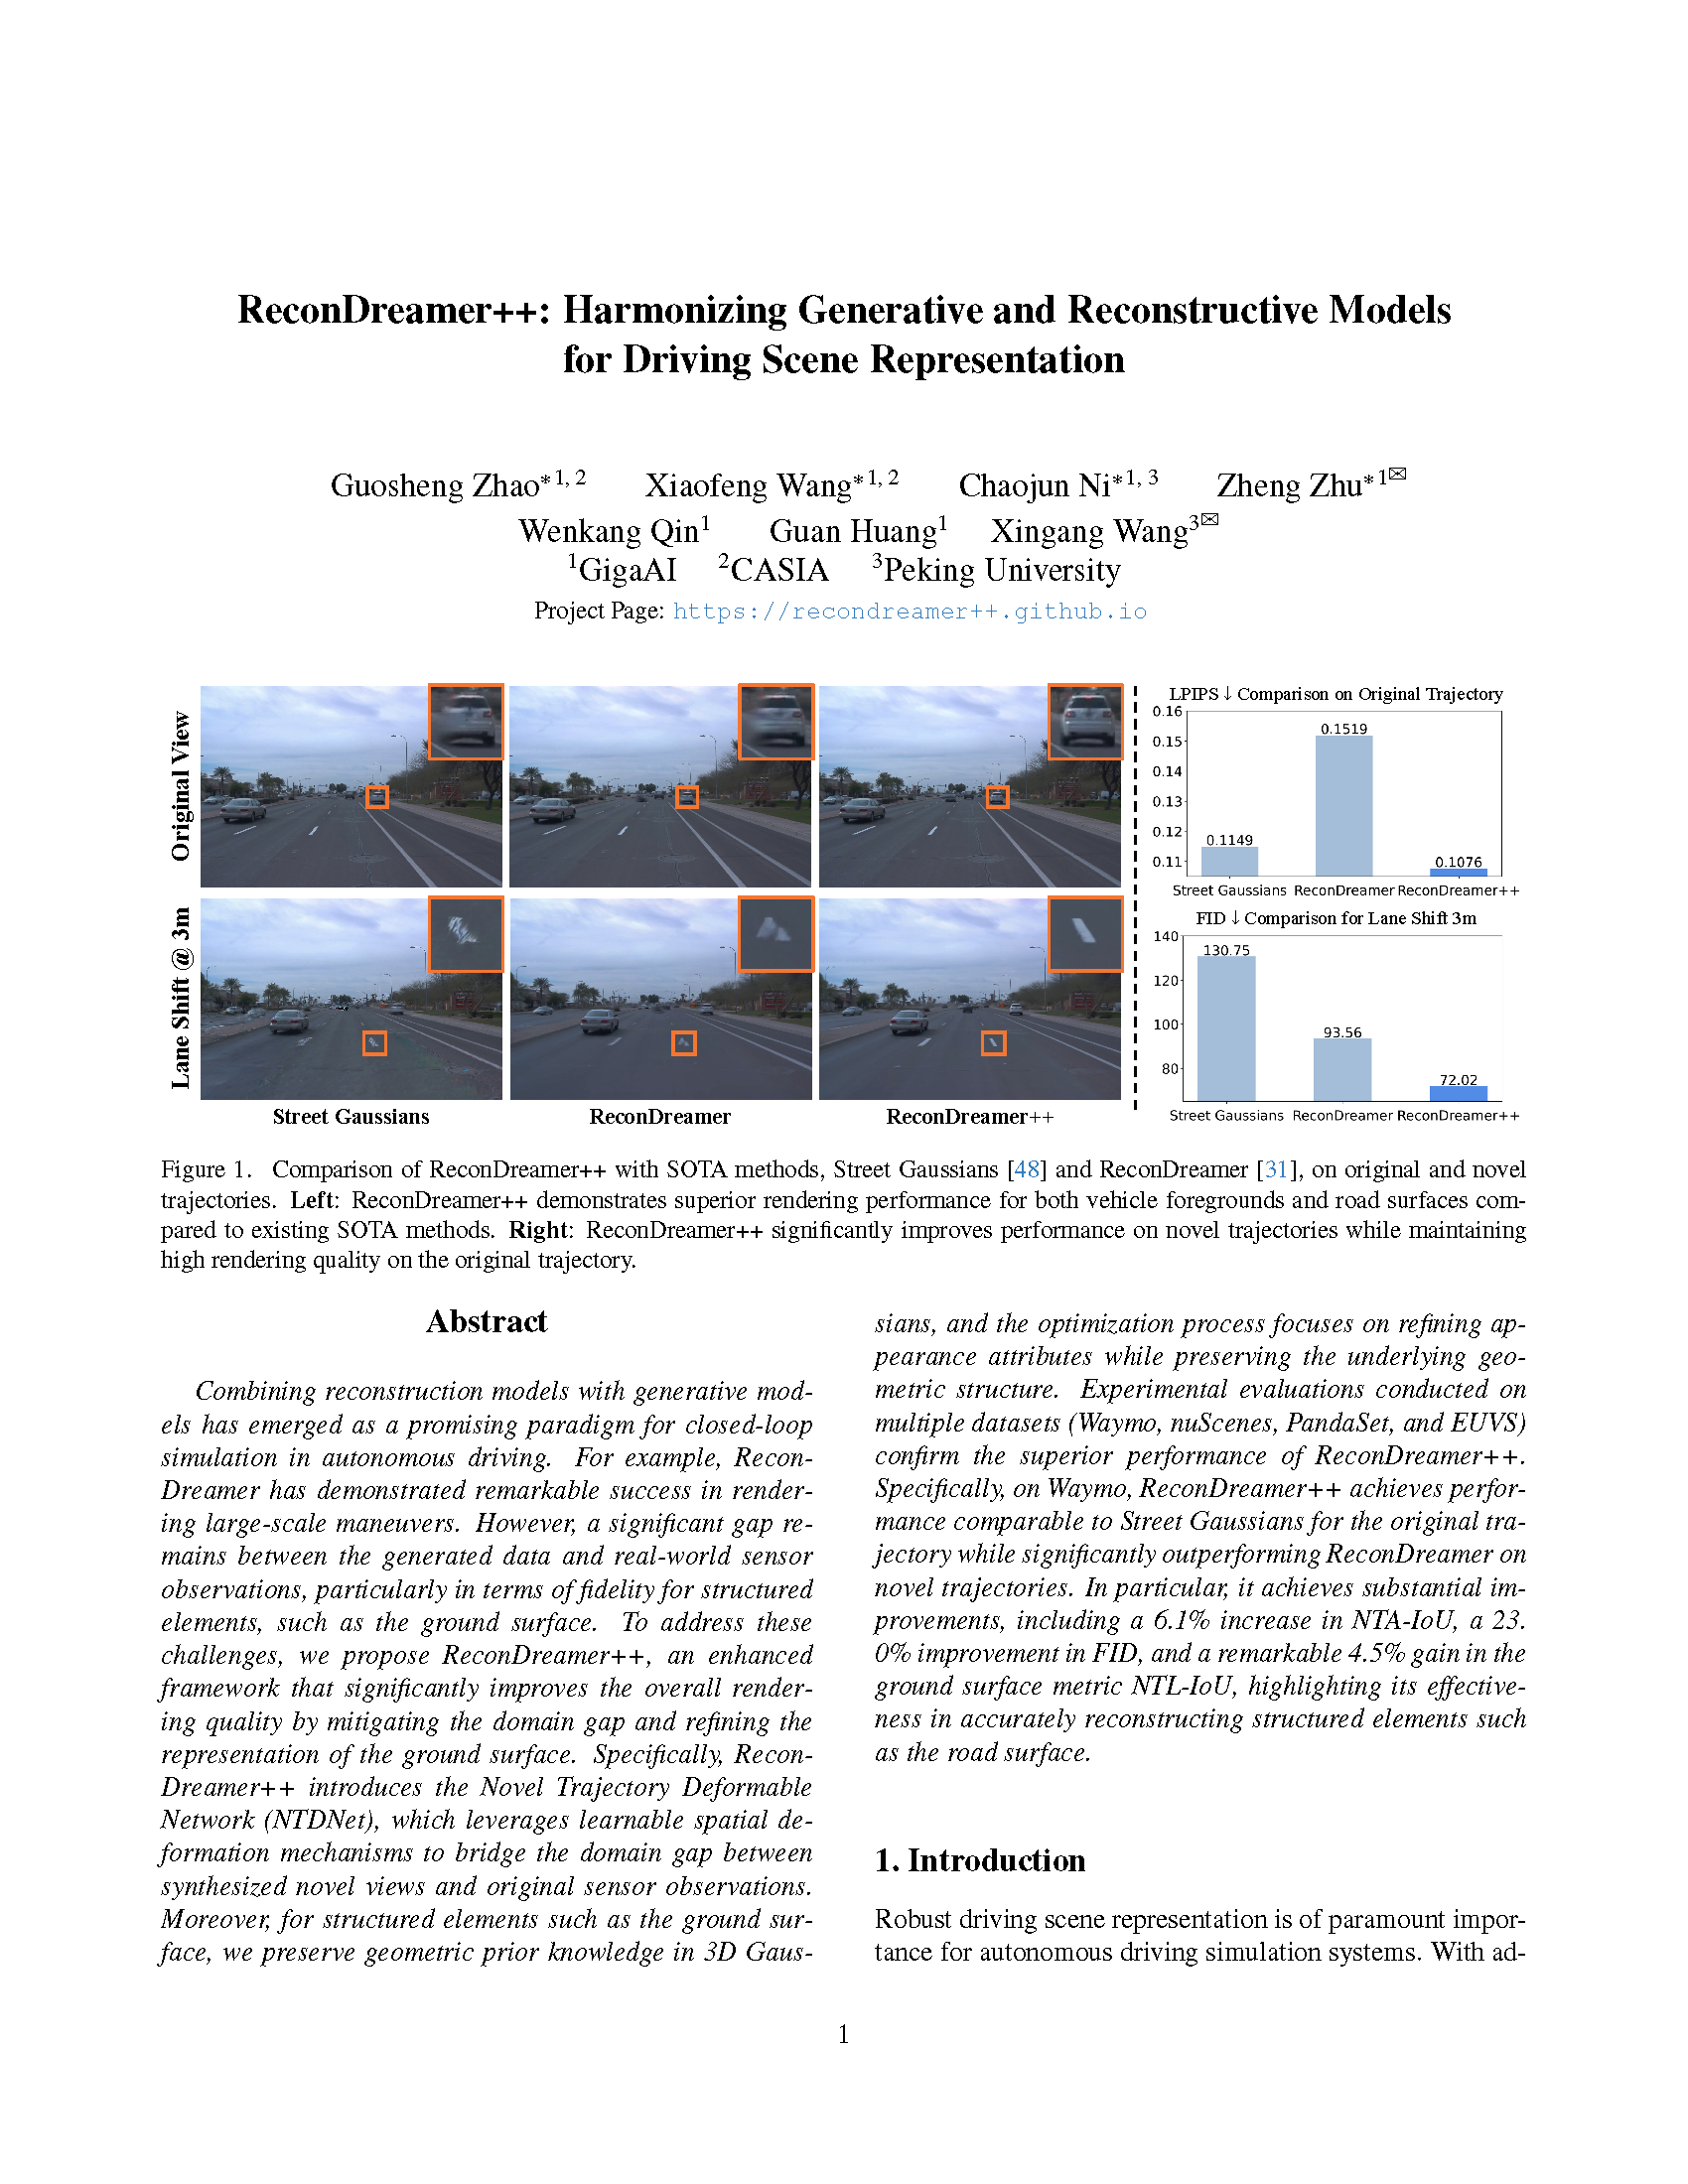 ReconDreamer++: Harmonizing Generative and Reconstructive Models
for Driving Scene Representation
Guosheng Zhao*1, 2 Xiaofeng Wang*1, 2 Chaojun Ni*1, 3 Zheng Zhu*1✉
Wenkang Qin1 Guan Huang1 Xingang Wang3✉
1GigaAI 2CASIA 3Peking University
Project Page: https://recondreamer++.github.io
Original View
Lane Shift @ 3m
Street Gaussians
ReconDreamer
ReconDreamer++
LPIPS ↓ Comparison on Original Trajectory
0.16
0.15
0.14
0.13
0.12
0.11
0.1149
0.1519
0.1076
Street Gaussians ReconDreamer ReconDreamer++
FID ↓ Comparison for Lane Shift 3m
140
120
100
80
130.75
93.56
72.02
Street Gaussians ReconDreamer ReconDreamer++
Figure 1. Comparison of ReconDreamer++ with SOTA methods, Street Gaussians [48] and ReconDreamer [31], on original and novel
trajectories. Left: ReconDreamer++ demonstrates superior rendering performance for both vehicle foregrounds and road surfaces com-
pared to existing SOTA methods. Right: ReconDreamer++ significantly improves performance on novel trajectories while maintaining
high rendering quality on the original trajectory.
Abstract
Combining reconstruction models with generative mod-
els has emerged as a promising paradigm for closed-loop
simulation in autonomous driving. For example, Recon-
Dreamer has demonstrated remarkable success in render-
ing large-scale maneuvers. However, a significant gap re-
mains between the generated data and real-world sensor
observations, particularly in terms of fidelity for structured
elements, such as the ground surface. To address these
challenges, we propose ReconDreamer++, an enhanced
framework that significantly improves the overall render-
ing quality by mitigating the domain gap and refining the
representation of the ground surface. Specifically, Recon-
Dreamer++ introduces the Novel Trajectory Deformable
Network (NTDNet), which leverages learnable spatial de-
formation mechanisms to bridge the domain gap between
synthesized novel views and original sensor observations.
Moreover, for structured elements such as the ground sur-
face, we preserve geometric prior knowledge in 3D Gaus-
sians, and the optimization process focuses on refining ap-
pearance attributes while preserving the underlying geo-
metric structure. Experimental evaluations conducted on
multiple datasets (Waymo, nuScenes, PandaSet, and EUVS)
confirm the superior performance of ReconDreamer++.
Specifically, on Waymo, ReconDreamer++ achieves perfor-
mance comparable to Street Gaussians for the original tra-
jectory while significantly outperforming ReconDreamer on
novel trajectories. In particular, it achieves substantial im-
provements, including a 6.1% increase in NTA-IoU, a 23.
0% improvement in FID, and a remarkable 4.5% gain in the
ground surface metric NTL-IoU, highlighting its effective-
ness in accurately reconstructing structured elements such
as the road surface.
1. Introduction
Robust driving scene representation is of paramount impor-
tance for autonomous driving simulation systems. With ad-
1